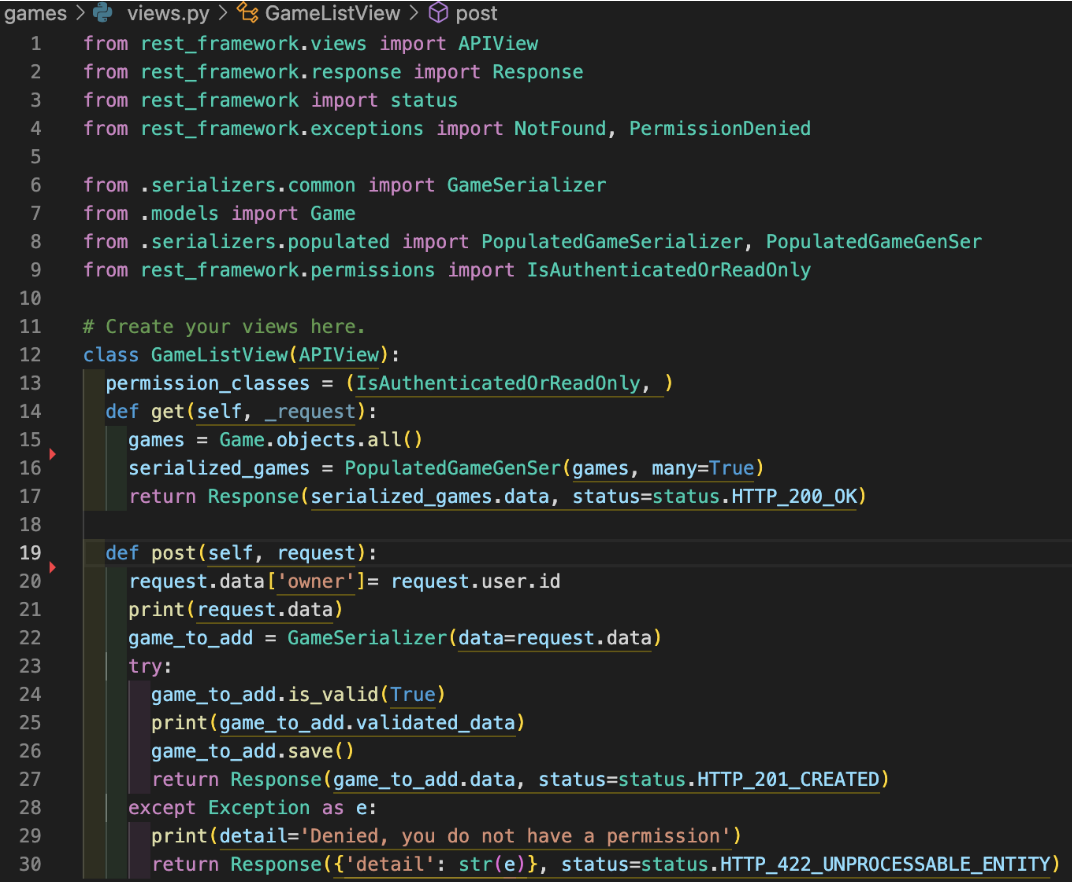 games > views.py > GameListView > post
1 from rest_framework.views import APIView
2 from rest_framework.response import Response
3 from rest_framework import status
4 from rest_framework.exceptions import NotFound, PermissionDenied
5
6 from .serializers.common import GameSerializer
7 from .models import Game
8 from .serializers.populated import PopulatedGameSerializer, PopulatedGameGenSer
9 from rest_framework.permissions import IsAuthenticatedOrReadOnly
10
11 # Create your views here.
12 class GameListView(APIView):
13   permission_classes = (IsAuthenticatedOrReadOnly, )
14   def get(self, _request):
15     games = Game.objects.all()
16     serialized_games = PopulatedGameGenSer(games, many=True)
17     return Response(serialized_games.data, status=status.HTTP_200_OK)
18
19   def post(self, request):
20     request.data['owner']= request.user.id
21     print(request.data)
22     game_to_add = GameSerializer(data=request.data)
23     try:
24       game_to_add.is_valid(True)
25       print(game_to_add.validated_data)
26       game_to_add.save()
27       return Response(game_to_add.data, status=status.HTTP_201_CREATED)
28     except Exception as e:
29       print(detail='Denied, you do not have a permission')
30       return Response({'detail': str(e)}, status=status.HTTP_422_UNPROCESSABLE_ENTITY)